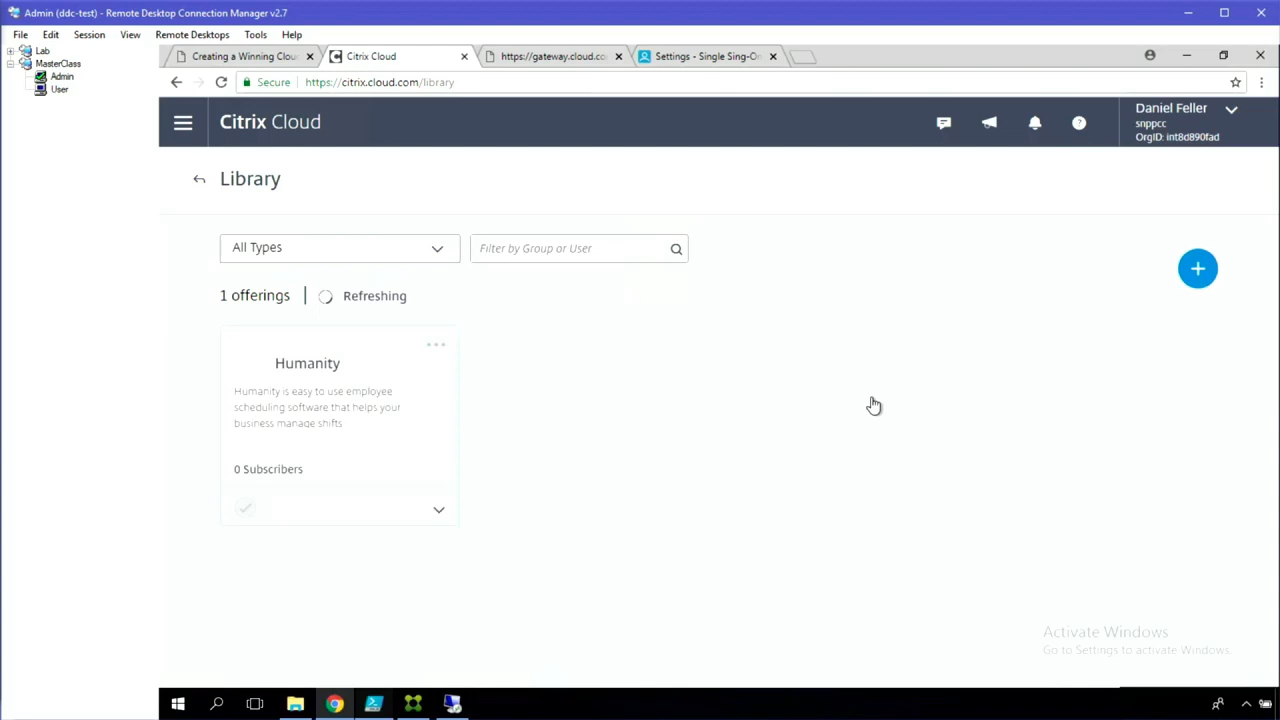 Admin (ddc-test) - Remote Desktop Connection Manager v2.7
File Edit Session View Remote Desktops Tools Help
Lab
MasterClass
Admin
User
Creating a Winning Clou
Citrix Cloud
https://gateway.cloud.co
Settings - Single Sing-On
Secure https://citrix.cloud.com/library
Citrix Cloud
Daniel Feller
snppcc
OrgID: int8d890fad
Library
All Types
Filter by Group or User
1 offerings
Refreshing
Humanity
Humanity is easy to use employee
scheduling software that helps your
business manage shifts
0 Subscribers
Activate Windows
Go to Settings to activate Windows.